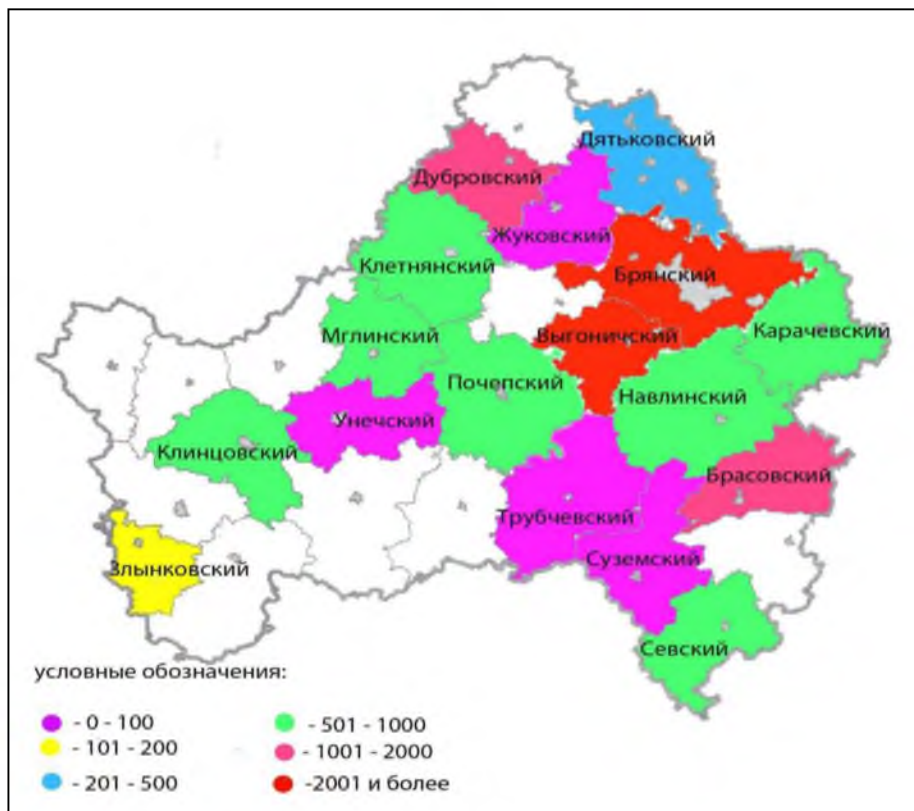 Дятьковский
Дубровский
Жуковский
Клетнянский
Брянский
Выгоничский
Карачевский
Мглинский
Почепский
Навлинский
Унечский
Клинцовский
Брасовский
Трубчевский
Суземский
Злынковский
Севский
условные обозначения:
- 0 - 100
- 101 - 200
- 201 - 500
- 501 - 1000
- 1001 - 2000
-2001 и более